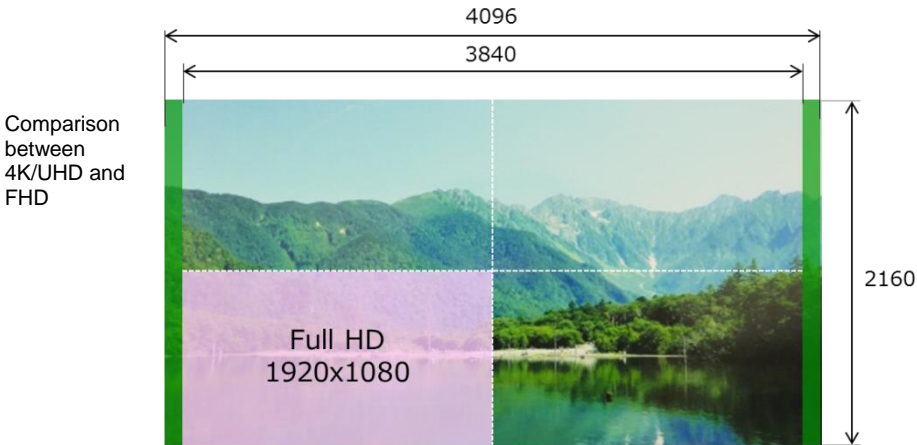 4096
3840
Comparison
between
4K/UHD and
FHD
2160
Full HD
1920x1080